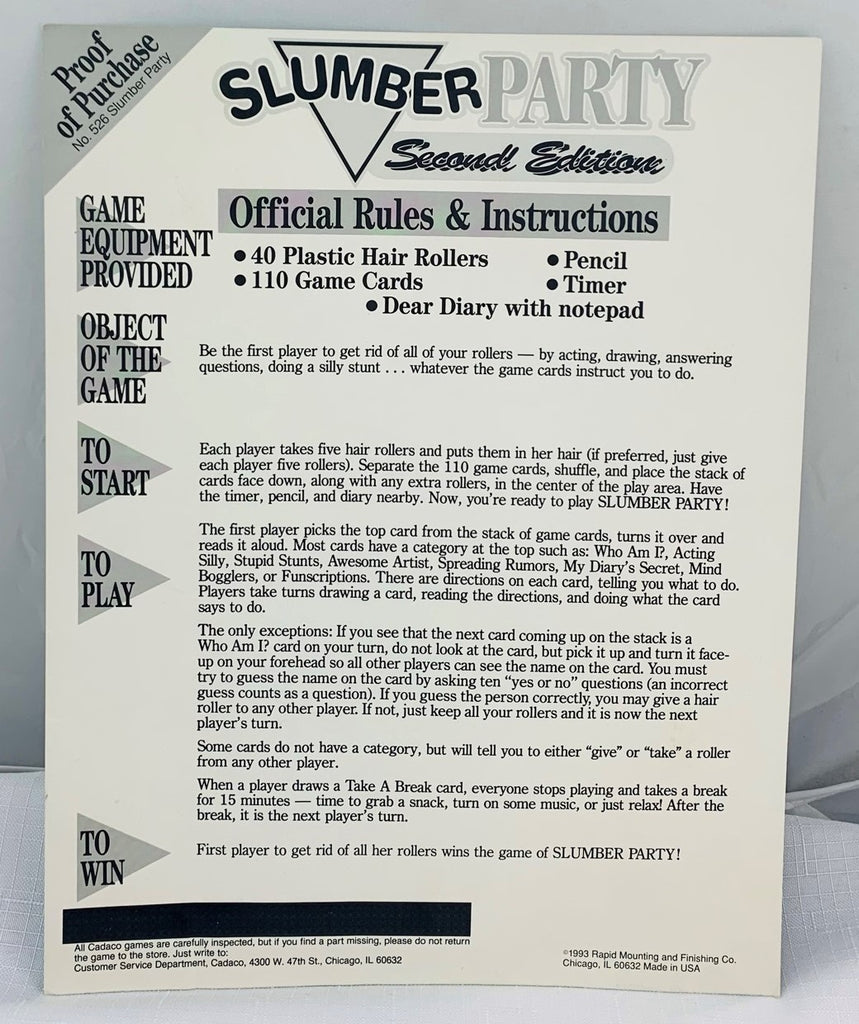 Proof
of Purchase
No. 526 Slumber Party
SLUMBER PARTY
Second Edition
Official Rules & Instructions
GAME
EQUIPMENT
PROVIDED
● 40 Plastic Hair Rollers
● Pencil
● 110 Game Cards
● Timer
● Dear Diary with notepad
OBJECT
OF THE
GAME
Be the first player to get rid of all of your rollers — by acting, drawing, answering
questions, doing a silly stunt . . . whatever the game cards instruct you to do.
TO
START
Each player takes five hair rollers and puts them in her hair (if preferred, just give
each player five rollers). Separate the 110 game cards, shuffle, and place the stack of
cards face down, along with any extra rollers, in the center of the play area. Have
the timer, pencil, and diary nearby. Now, you're ready to play SLUMBER PARTY!
TO
PLAY
The first player picks the top card from the stack of game cards, turns it over and
reads it aloud. Most cards have a category at the top such as: Who Am I?, Acting
Silly, Stupid Stunts, Awesome Artist, Spreading Rumors, My Diary's Secret, Mind
Bogglers, or Funscriptions. There are directions on each card, telling you what to do.
Players take turns drawing a card, reading the directions, and doing what the card
says to do.
The only exceptions: If you see that the next card coming up on the stack is a
Who Am I? card on your turn, do not look at the card, but pick it up and turn it face-
up on your forehead so all other players can see the name on the card. You must
try to guess the name on the card by asking ten "yes or no" questions (an incorrect
guess counts as a question). If you guess the person correctly, you may give a hair
roller to any other player. If not, just keep all your rollers and it is now the next
player's turn.
Some cards do not have a category, but will tell you to either "give" or "take" a roller
from any other player.
When a player draws a Take A Break card, everyone stops playing and takes a break
for 15 minutes — time to grab a snack, turn on some music, or just relax! After the
break, it is the next player's turn.
TO
WIN
First player to get rid of all her rollers wins the game of SLUMBER PARTY!
All Cadaco games are carefully inspected, but if you find a part missing, please do not return
the game to the store. Just write to:
Customer Service Department, Cadaco, 4300 W. 47th St., Chicago, IL 60632
©1993 Rapid Mounting and Finishing Co.
Chicago, IL 60632 Made in USA